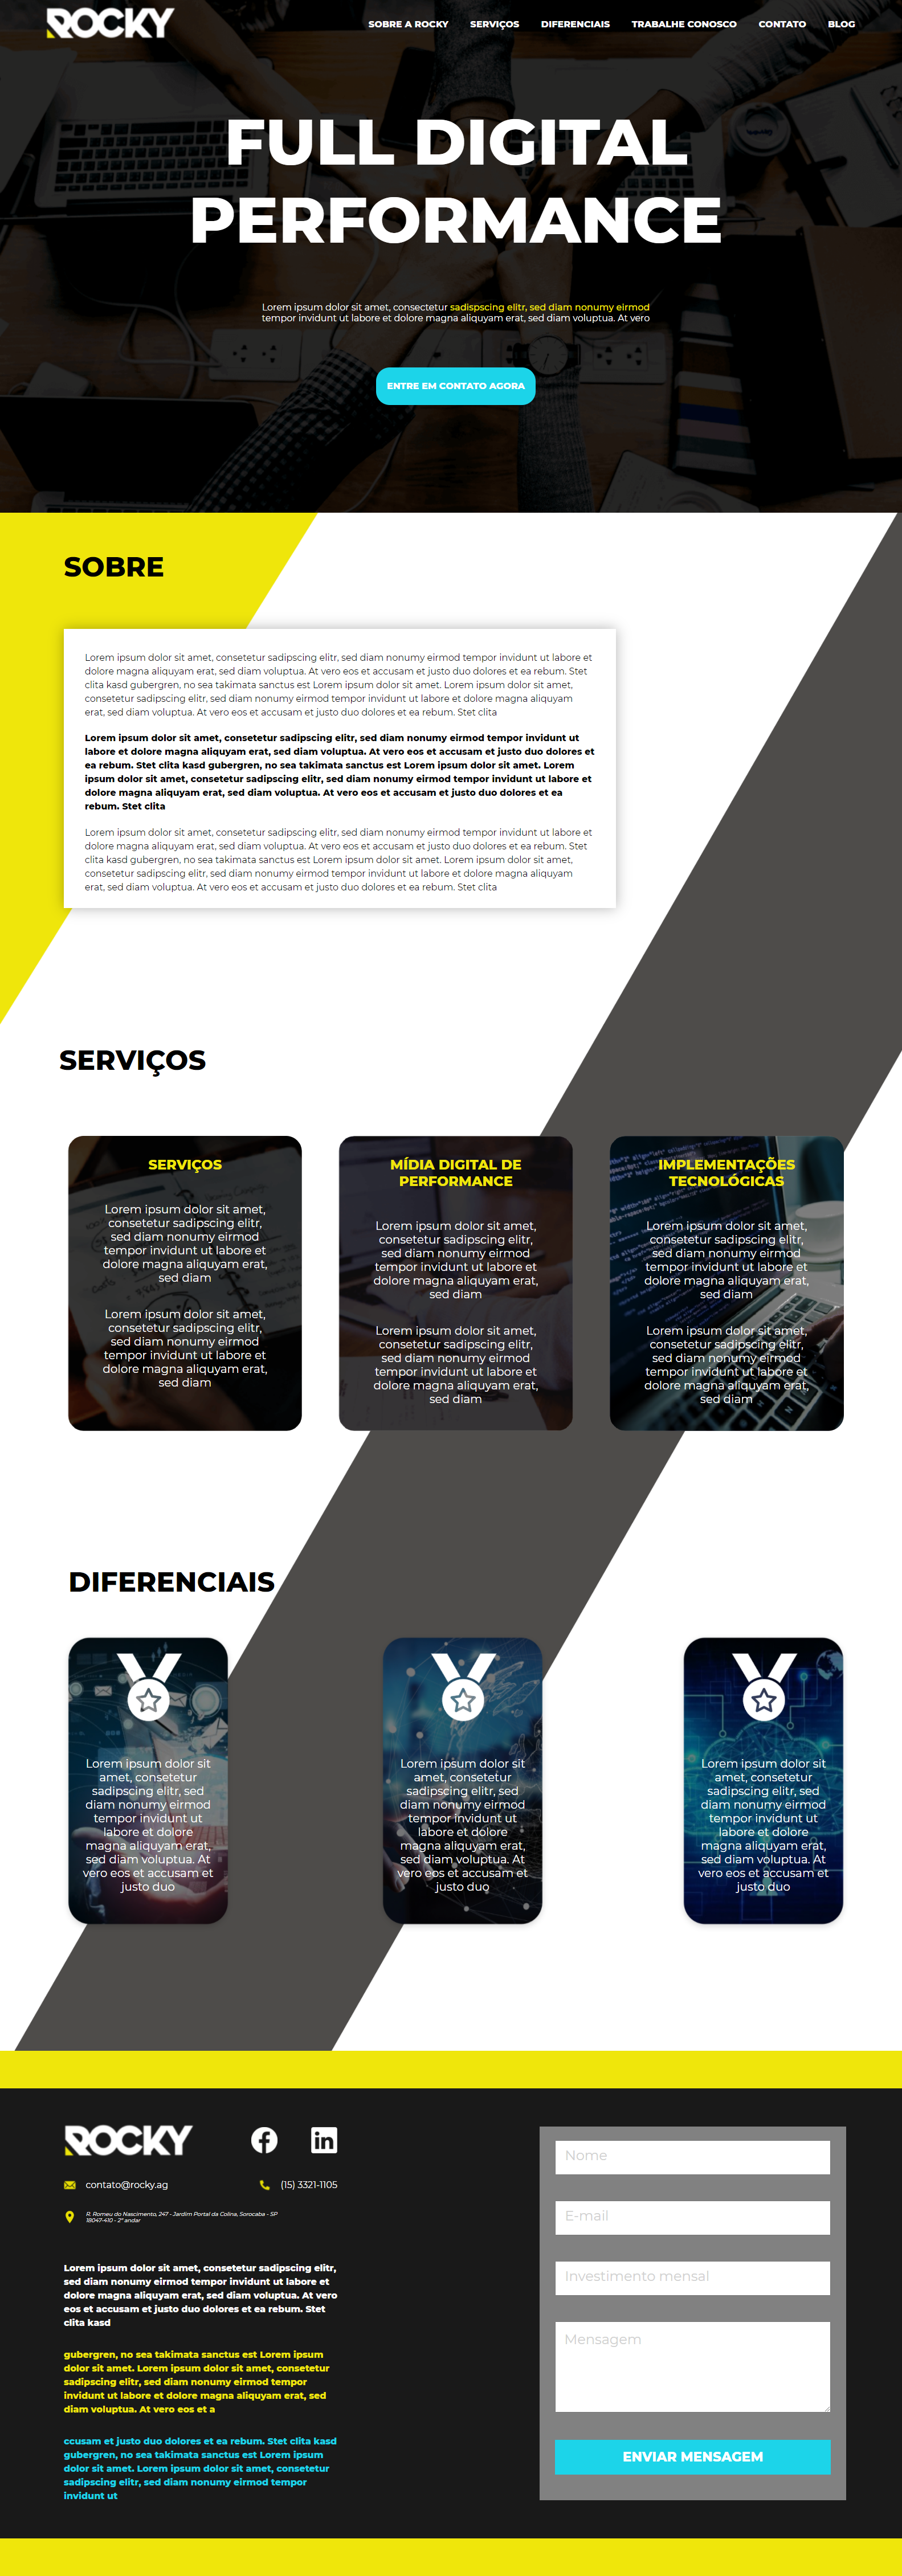 ROCKY
SOBRE A ROCKY SERVIÇOS DIFERENCIAIS TRABALHE CONOSCO CONTATO BLOG
FULL DIGITAL
PERFORMANCE
Lorem ipsum dolor sit amet, consectetur sadispscing elitr, sed diam nonumy eirmod
tempor invidunt ut labore et dolore magna aliquyam erat, sed diam voluptua. At vero
ENTRE EM CONTATO AGORA
SOBRE
Lorem ipsum dolor sit amet, consetetur sadipscing elitr, sed diam nonumy eirmod tempor invidunt ut labore et
dolore magna aliquyam erat, sed diam voluptua. At vero eos et accusam et justo duo dolores et ea rebum. Stet
clita kasd gubergren, no sea takimata sanctus est Lorem ipsum dolor sit amet. Lorem ipsum dolor sit amet,
consetetur sadipscing elitr, sed diam nonumy eirmod tempor invidunt ut labore et dolore magna aliquyam
erat, sed diam voluptua. At vero eos et accusam et justo duo dolores et ea rebum. Stet clita
Lorem ipsum dolor sit amet, consetetur sadipscing elitr, sed diam nonumy eirmod tempor invidunt ut
labore et dolore magna aliquyam erat, sed diam voluptua. At vero eos et accusam et justo duo dolores et
ea rebum. Stet clita kasd gubergren, no sea takimata sanctus est Lorem ipsum dolor sit amet. Lorem
ipsum dolor sit amet, consetetur sadipscing elitr, sed diam nonumy eirmod tempor invidunt ut labore et
dolore magna aliquyam erat, sed diam voluptua. At vero eos et accusam et justo duo dolores et ea
rebum. Stet clita
Lorem ipsum dolor sit amet, consetetur sadipscing elitr, sed diam nonumy eirmod tempor invidunt ut labore et
dolore magna aliquyam erat, sed diam voluptua. At vero eos et accusam et justo duo dolores et ea rebum. Stet
clita kasd gubergren, no sea takimata sanctus est Lorem ipsum dolor sit amet. Lorem ipsum dolor sit amet,
consetetur sadipscing elitr, sed diam nonumy eirmod tempor invidunt ut labore et dolore magna aliquyam
erat, sed diam voluptua. At vero eos et accusam et justo duo dolores et ea rebum. Stet clita
SERVIÇOS
SERVIÇOS
Lorem ipsum dolor sit amet,
consetetur sadipscing elitr,
sed diam nonumy eirmod
tempor invidunt ut labore et
dolore magna aliquyam erat,
sed diam
Lorem ipsum dolor sit amet,
consetetur sadipscing elitr,
sed diam nonumy eirmod
tempor invidunt ut labore et
dolore magna aliquyam erat,
sed diam
MÍDIA DIGITAL DE
PERFORMANCE
Lorem ipsum dolor sit amet,
consetetur sadipscing elitr,
sed diam nonumy eirmod
tempor invidunt ut labore et
dolore magna aliquyam erat,
sed diam
Lorem ipsum dolor sit amet,
consetetur sadipscing elitr,
sed diam nonumy eirmod
tempor invidunt ut labore et
dolore magna aliquyam erat,
sed diam
IMPLEMENTAÇÕES
TECNOLÓGICAS
Lorem ipsum dolor sit amet,
consetetur sadipscing elitr,
sed diam nonumy eirmod
tempor invidunt ut labore et
dolore magna aliquyam erat,
sed diam
Lorem ipsum dolor sit amet,
consetetur sadipscing elitr,
sed diam nonumy eirmod
tempor invidunt ut labore et
dolore magna aliquyam erat,
sed diam
DIFERENCIAIS
Lorem ipsum dolor sit
amet, consetetur
sadipscing elitr, sed
diam nonumy eirmod
tempor invidunt ut
labore et dolore
magna aliquyam erat,
sed diam voluptua. At
vero eos et accusam et
justo duo
Lorem ipsum dolor sit
amet, consetetur
sadipscing elitr, sed
diam nonumy eirmod
tempor invidunt ut
labore et dolore
magna aliquyam erat,
sed diam voluptua. At
vero eos et accusam et
justo duo
Lorem ipsum dolor sit
amet, consetetur
sadipscing elitr, sed
diam nonumy eirmod
tempor invidunt ut
labore et dolore
magna aliquyam erat,
sed diam voluptua. At
vero eos et accusam et
justo duo
ROCKY
contato@rocky.ag (15) 3321-1105
R. Romeu do Nascimento, 247 - Jardim Portal da Colina, Sorocaba - SP
18047-410 - 2º andar
Lorem ipsum dolor sit amet, consetetur sadipscing elitr,
sed diam nonumy eirmod tempor invidunt ut labore et
dolore magna aliquyam erat, sed diam voluptua. At vero
eos et accusam et justo duo dolores et ea rebum. Stet
clita kasd
gubergren, no sea takimata sanctus est Lorem ipsum
dolor sit amet. Lorem ipsum dolor sit amet, consetetur
sadipscing elitr, sed diam nonumy eirmod tempor
invidunt ut labore et dolore magna aliquyam erat, sed
diam voluptua. At vero eos et a
ccusam et justo duo dolores et ea rebum. Stet clita kasd
gubergren, no sea takimata sanctus est Lorem ipsum
dolor sit amet. Lorem ipsum dolor sit amet, consetetur
sadipscing elitr, sed diam nonumy eirmod tempor
invidunt ut
Nome
E-mail
Investimento mensal
Mensagem
ENVIAR MENSAGEM